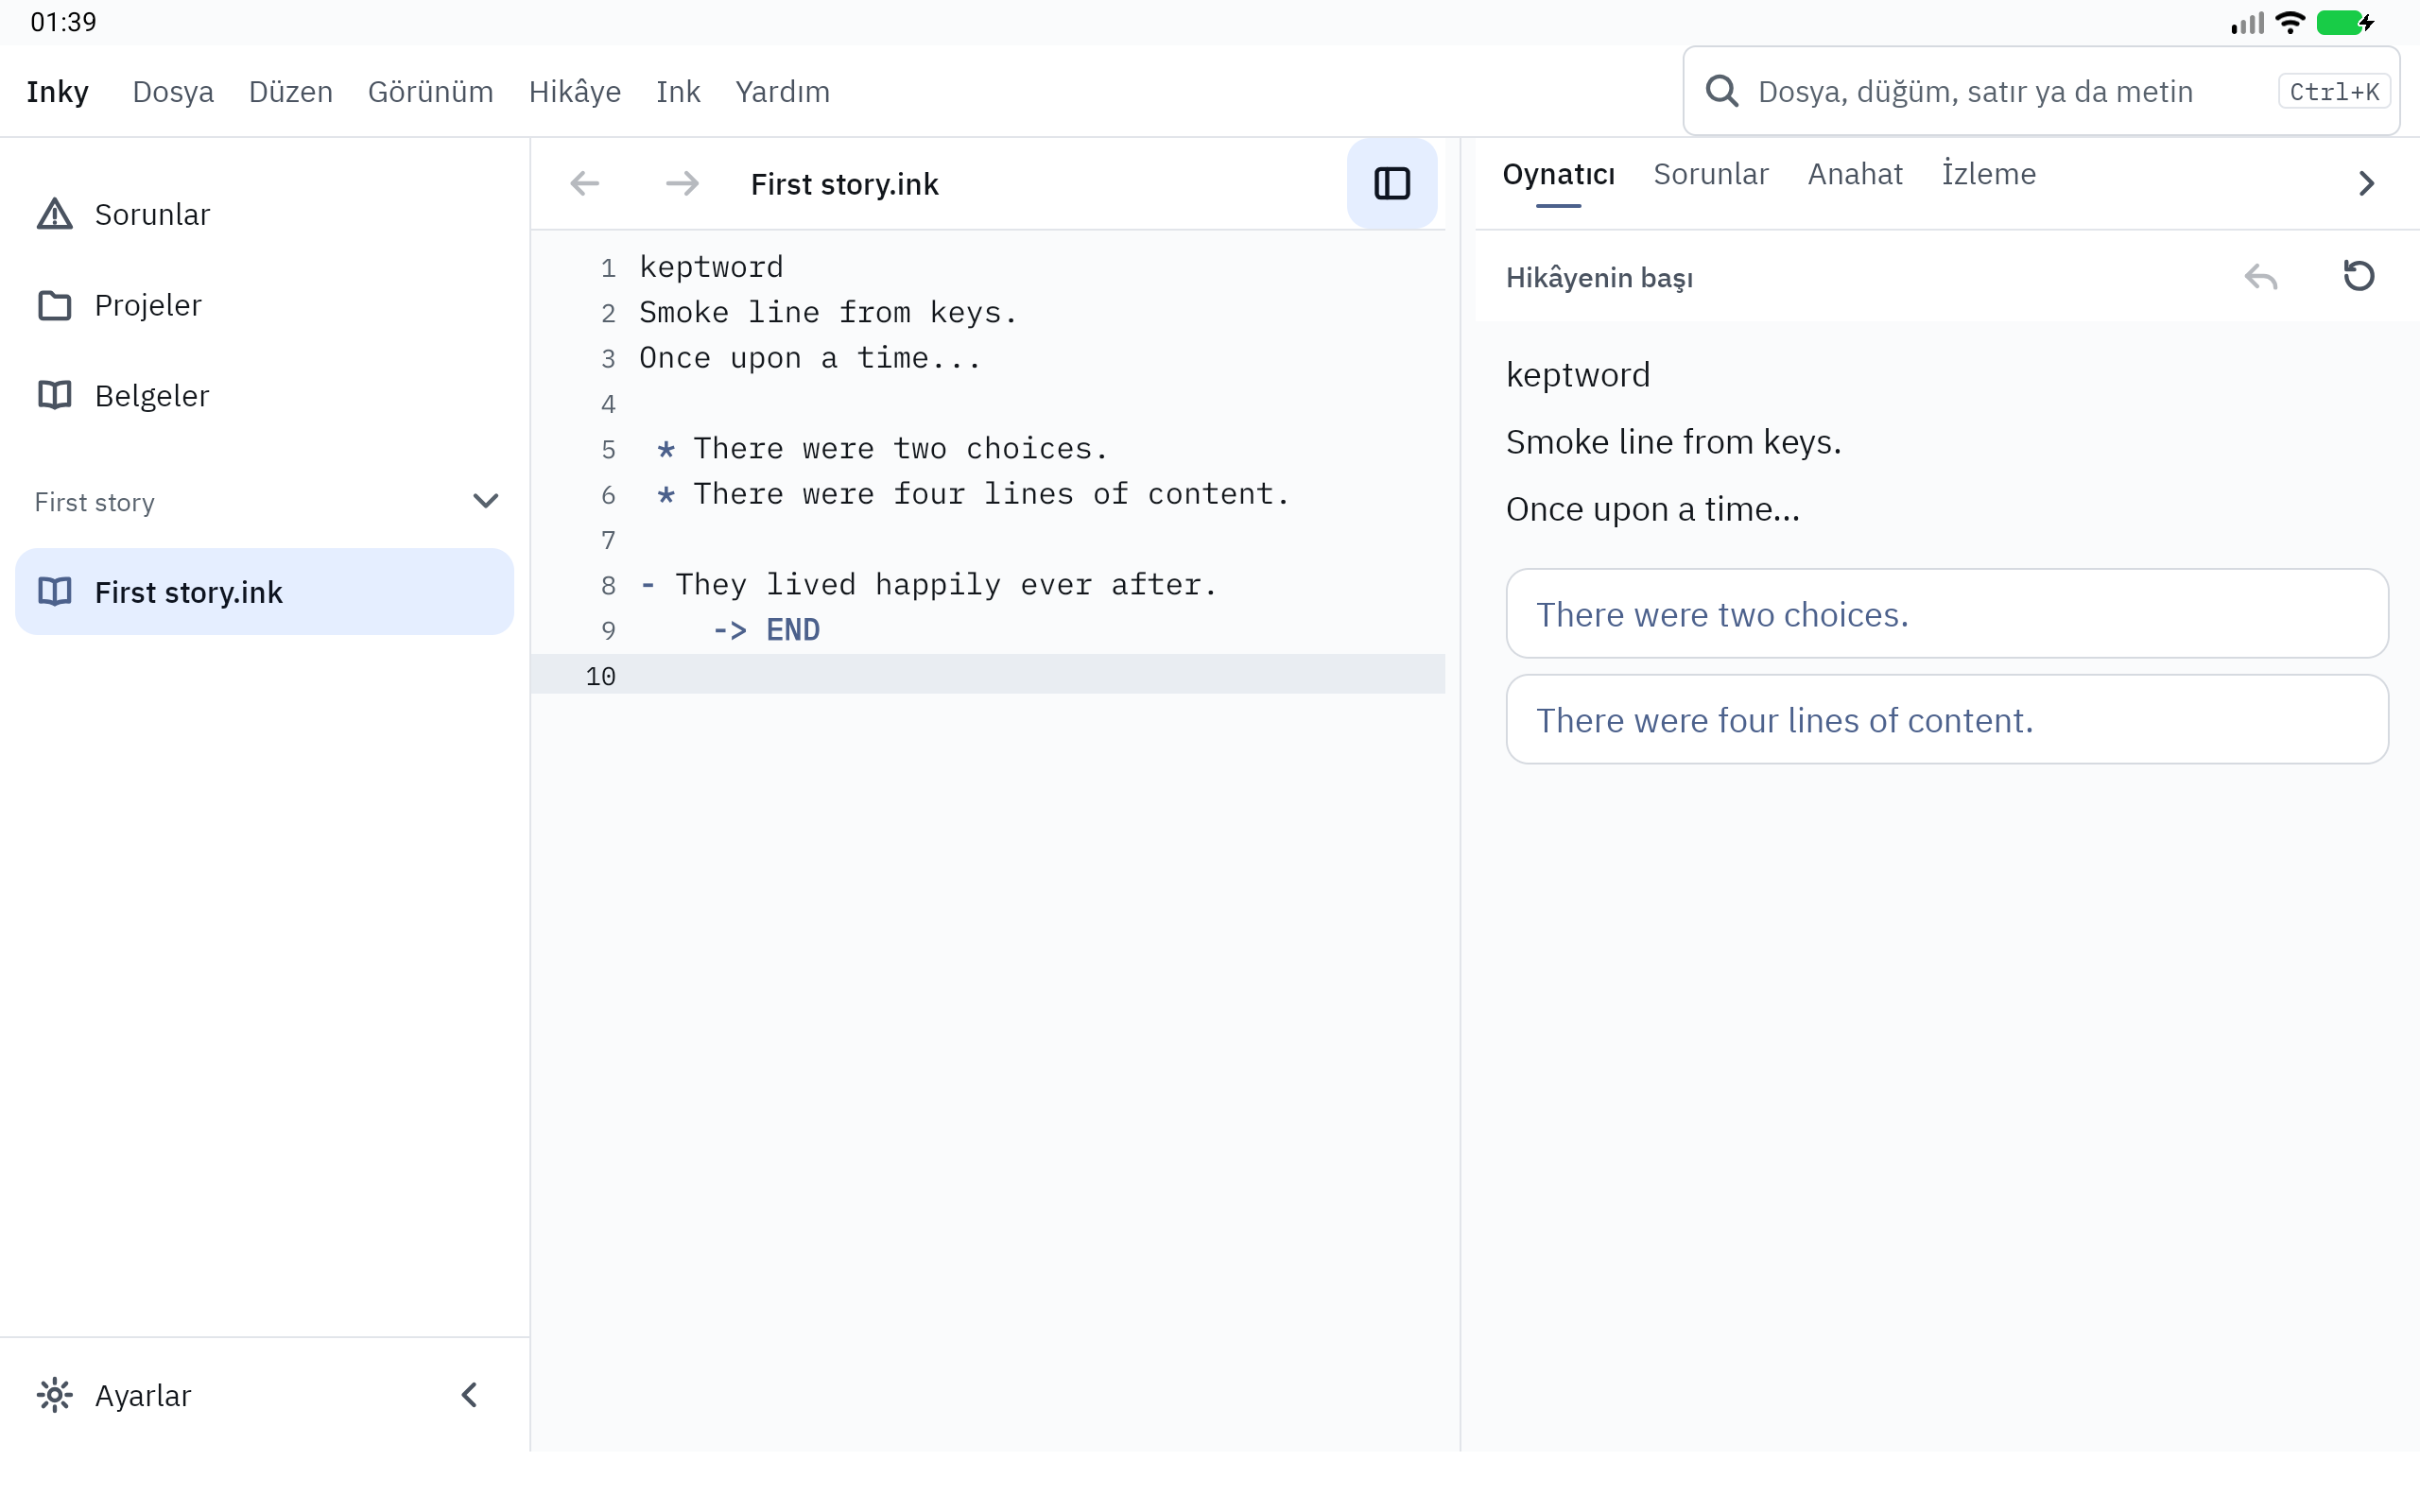 01:39
Inky Dosya Düzen Görünüm Hikâye Ink Yardım
Dosya, düğüm, satır ya da metin Ctrl+K
Sorunlar
Projeler
Belgeler
First story
First story.ink
Ayarlar
First story.ink
1 keptword
2 Smoke line from keys.
3 Once upon a time...
4
5 * There were two choices.
6 * There were four lines of content.
7
8 - They lived happily ever after.
9 -> END
10
Oynatıcı Sorunlar Anahat İzleme
Hikâyenin başı
keptword
Smoke line from keys.
Once upon a time...
There were two choices.
There were four lines of content.